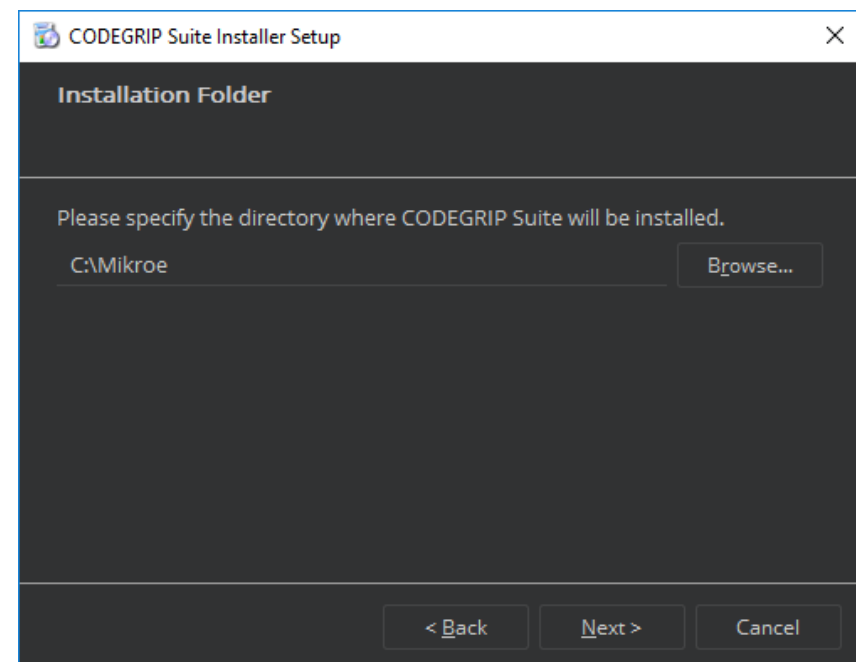 CODEGRIP Suite Installer Setup
Installation Folder
Please specify the directory where CODEGRIP Suite will be installed.
C:\Mikroe
Browse...
< Back
Next >
Cancel